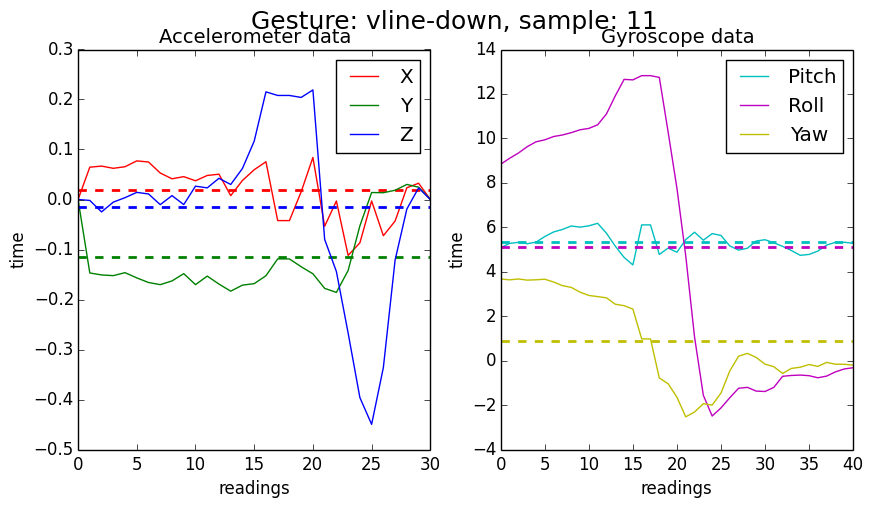 Gesture: vline-down, sample: 11
Accelerometer data
0.3
0.2
0.1
0.0
−0.1
−0.2
−0.3
−0.4
−0.5
time
0 5 10 15 20 25 30
readings
X
Y
Z
Gyroscope data
14
12
10
8
6
4
2
0
−2
−4
time
0 5 10 15 20 25 30 35 40
readings
Pitch
Roll
Yaw